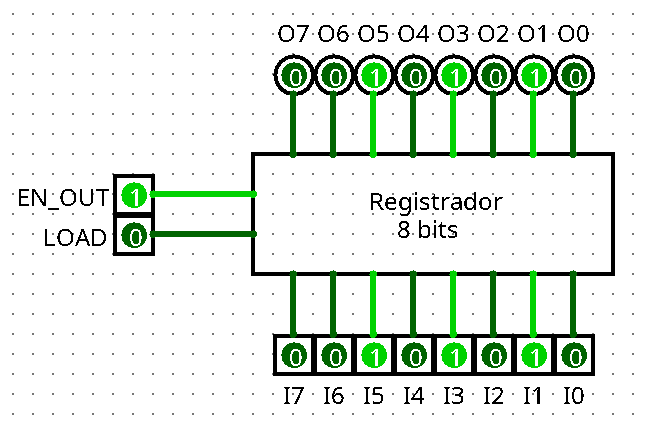 O7 O6 O5 O4 O3 O2 O1 O0
0 0 1 0 1 0 1 0
EN_OUT 1
LOAD 0
Registrador
8 bits
0 0 1 0 1 0 1 0
I7 I6 I5 I4 I3 I2 I1 I0